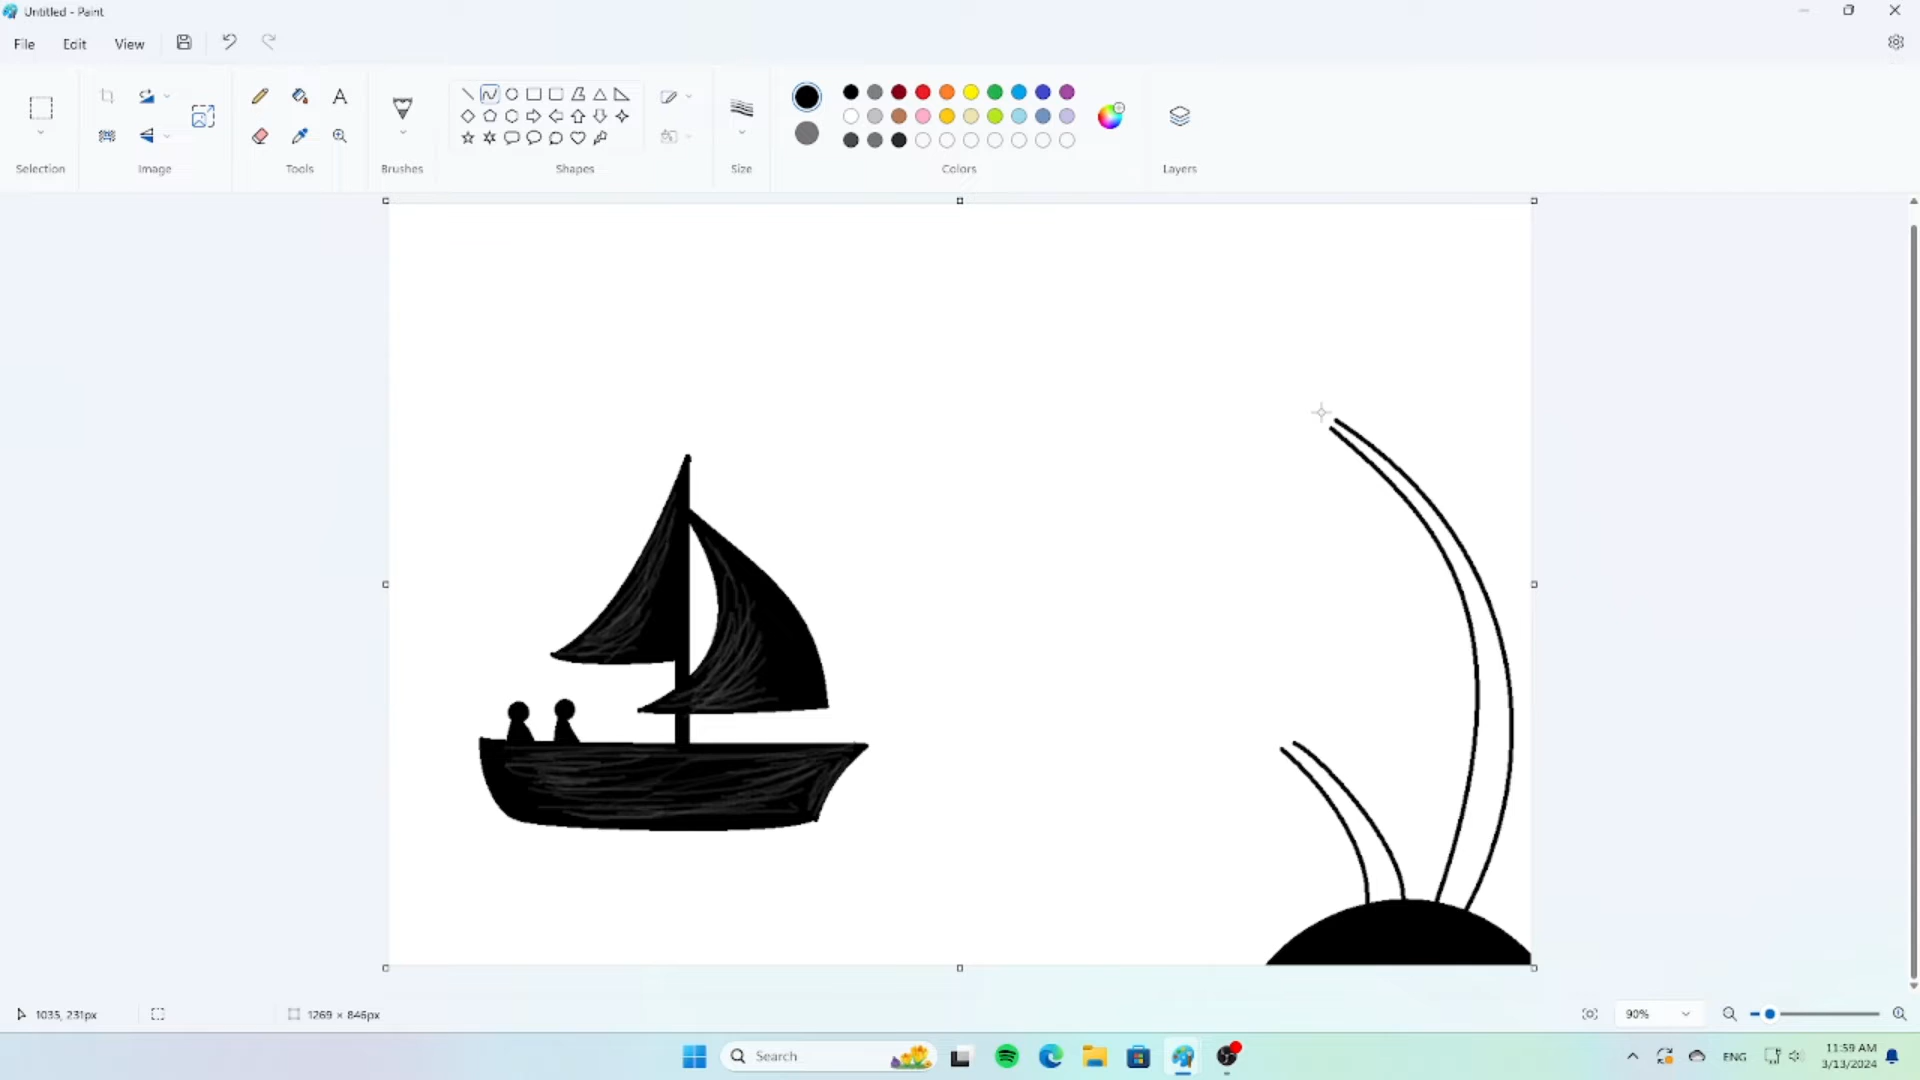 Untitled - Paint
File Edit View
Selection Image Tools Brushes Shapes Size Colors Layers
1035, 231px 1269 × 846px 90%
Search ENG 11:59 AM
3/13/2024